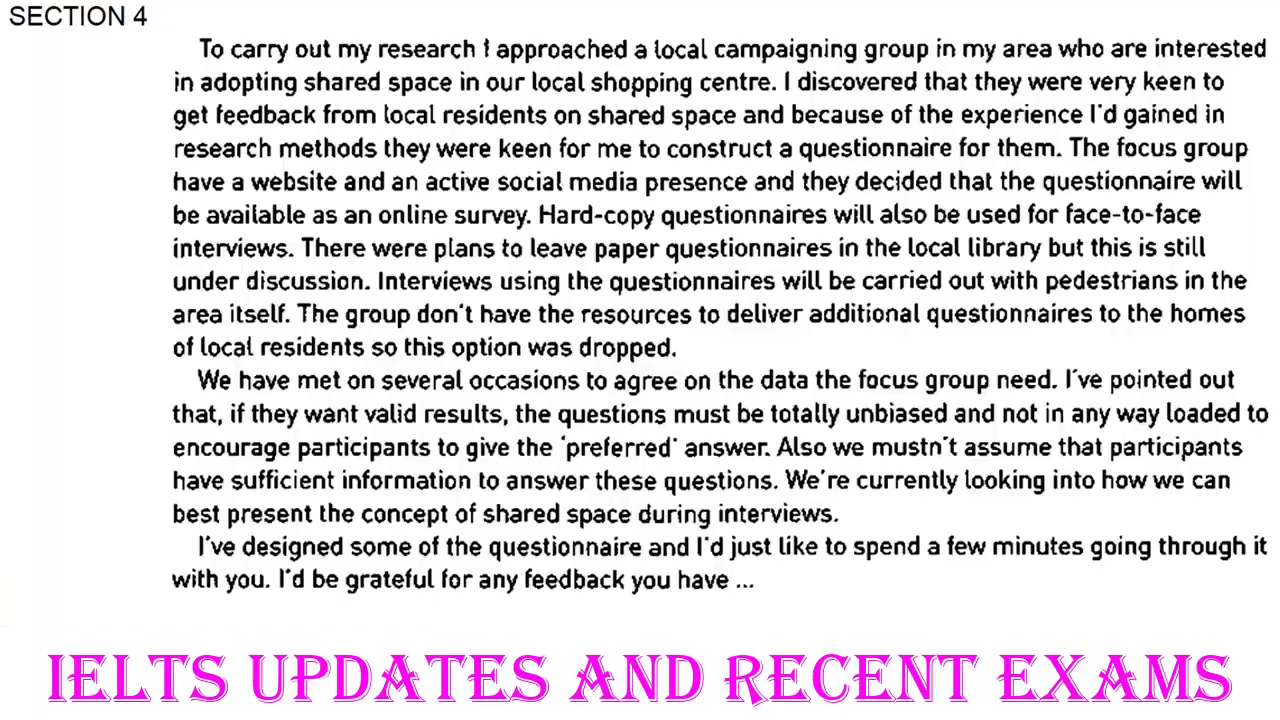 SECTION 4
To carry out my research I approached a local campaigning group in my area who are interested
in adopting shared space in our local shopping centre. I discovered that they were very keen to
get feedback from local residents on shared space and because of the experience I'd gained in
research methods they were keen for me to construct a questionnaire for them. The focus group
have a website and an active social media presence and they decided that the questionnaire will
be available as an online survey. Hard-copy questionnaires will also be used for face-to-face
interviews. There were plans to leave paper questionnaires in the local library but this is still
under discussion. Interviews using the questionnaires will be carried out with pedestrians in the
area itself. The group don't have the resources to deliver additional questionnaires to the homes
of local residents so this option was dropped.
We have met on several occasions to agree on the data the focus group need. I've pointed out
that, if they want valid results, the questions must be totally unbiased and not in any way loaded to
encourage participants to give the 'preferred' answer. Also we mustn't assume that participants
have sufficient information to answer these questions. We're currently looking into how we can
best present the concept of shared space during interviews.
I've designed some of the questionnaire and I'd just like to spend a few minutes going through it
with you. I'd be grateful for any feedback you have ...
IELTS UPDATES AND RECENT EXAMS